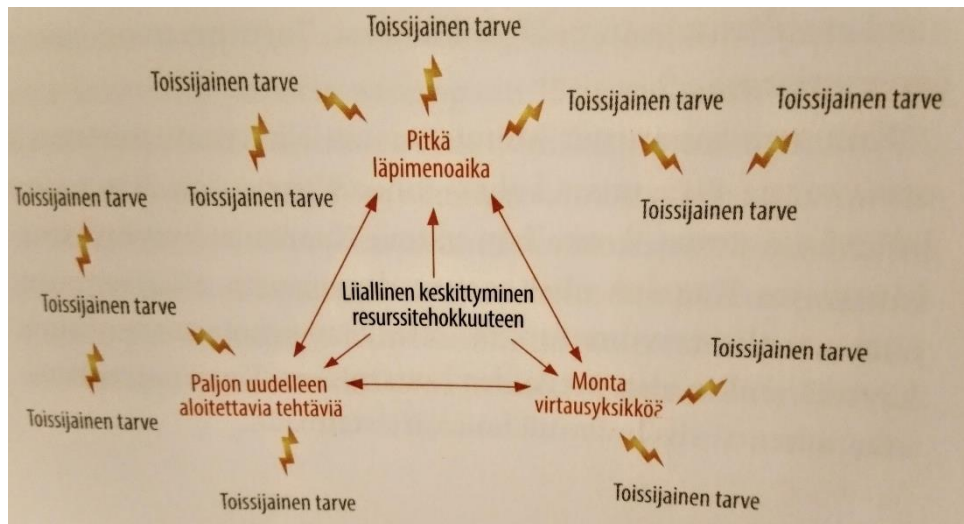 Toissijainen tarve
Toissijainen tarve
Toissijainen tarve
Toissijainen tarve
Pitkä
läpimenoaika
Toissijainen tarve
Toissijainen tarve
Toissijainen tarve
Liiallinen keskittyminen
resurssitehokkuuteen
Toissijainen tarve
Toissijainen tarve
Paljon uudelleen
aloitettavia tehtäviä
Monta
virtausyksikkö?
Toissijainen tarve
Toissijainen tarve
Toissijainen tarve